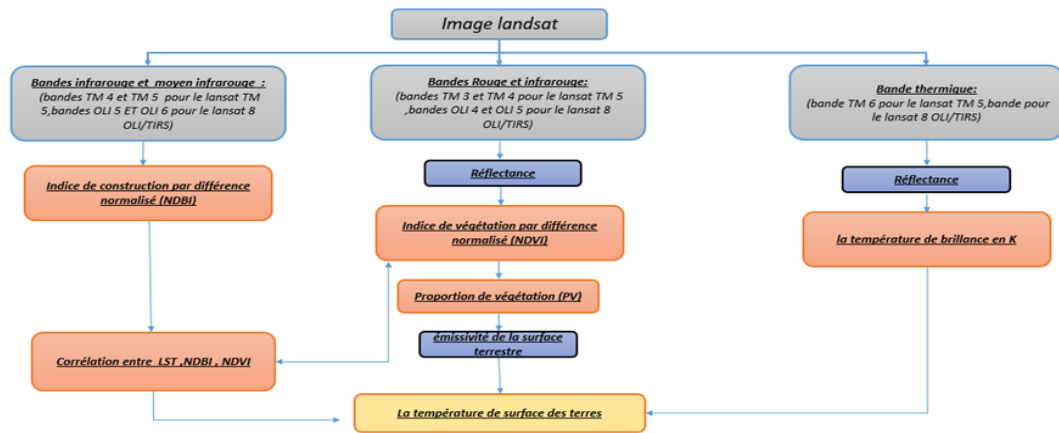 Image landsat
Bandes infrarouge et moyen infrarouge :
(bandes TM 4 et TM 5 pour le lansat TM
5,bandes OLI 5 ET OLI 6 pour le lansat 8
OLI/TIRS)
Bandes Rouge et infrarouge:
(bandes TM 3 et TM 4 pour le lansat TM 5
,bandes OLI 4 et OLI 5 pour le lansat 8
OLI/TIRS)
Bande thermique:
(bande TM 6 pour le lansat TM 5,bande pour
le lansat 8 OLI/TIRS)
Réflectance
Réflectance
Indice de construction par différence
normalisé (NDBI)
Indice de végétation par différence
normalisé (NDVI)
la température de brillance en K
Proportion de végétation (PV)
émissivité de la surface
terrestre
Corrélation entre LST ,NDBI , NDVI
La température de surface des terres